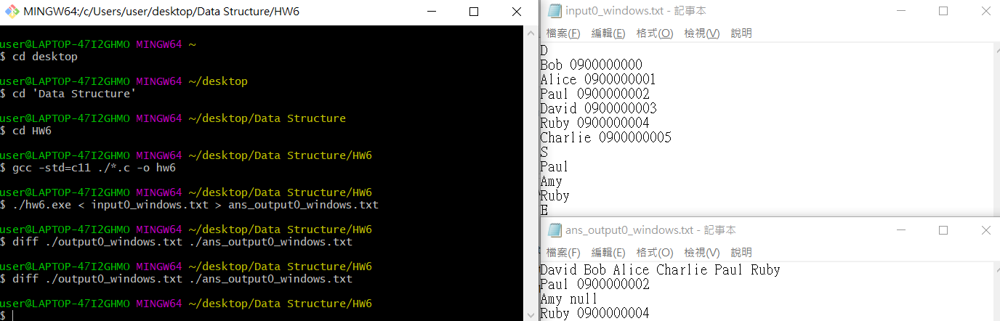 MINGW64:/c/Users/user/desktop/Data Structure/HW6
user@LAPTOP-47I2GHMO MINGW64 ~
$ cd desktop
user@LAPTOP-47I2GHMO MINGW64 ~/desktop
$ cd 'Data Structure'
user@LAPTOP-47I2GHMO MINGW64 ~/desktop/Data Structure
$ cd HW6
user@LAPTOP-47I2GHMO MINGW64 ~/desktop/Data Structure/HW6
$ gcc -std=c11 ./*.c -o hw6
user@LAPTOP-47I2GHMO MINGW64 ~/desktop/Data Structure/HW6
$ ./hw6.exe < input0_windows.txt > ans_output0_windows.txt
user@LAPTOP-47I2GHMO MINGW64 ~/desktop/Data Structure/HW6
$ diff ./output0_windows.txt ./ans_output0_windows.txt
user@LAPTOP-47I2GHMO MINGW64 ~/desktop/Data Structure/HW6
$ diff ./output0_windows.txt ./ans_output0_windows.txt
user@LAPTOP-47I2GHMO MINGW64 ~/desktop/Data Structure/HW6
$
input0_windows.txt - 記事本
檔案(F) 編輯(E) 格式(O) 檢視(V) 說明
D
Bob 0900000000
Alice 0900000001
Paul 0900000002
David 0900000003
Ruby 0900000004
Charlie 0900000005
S
Paul
Amy
Ruby
E
ans_output0_windows.txt - 記事本
檔案(F) 編輯(E) 格式(O) 檢視(V) 說明
David Bob Alice Charlie Paul Ruby
Paul 0900000002
Amy null
Ruby 0900000004